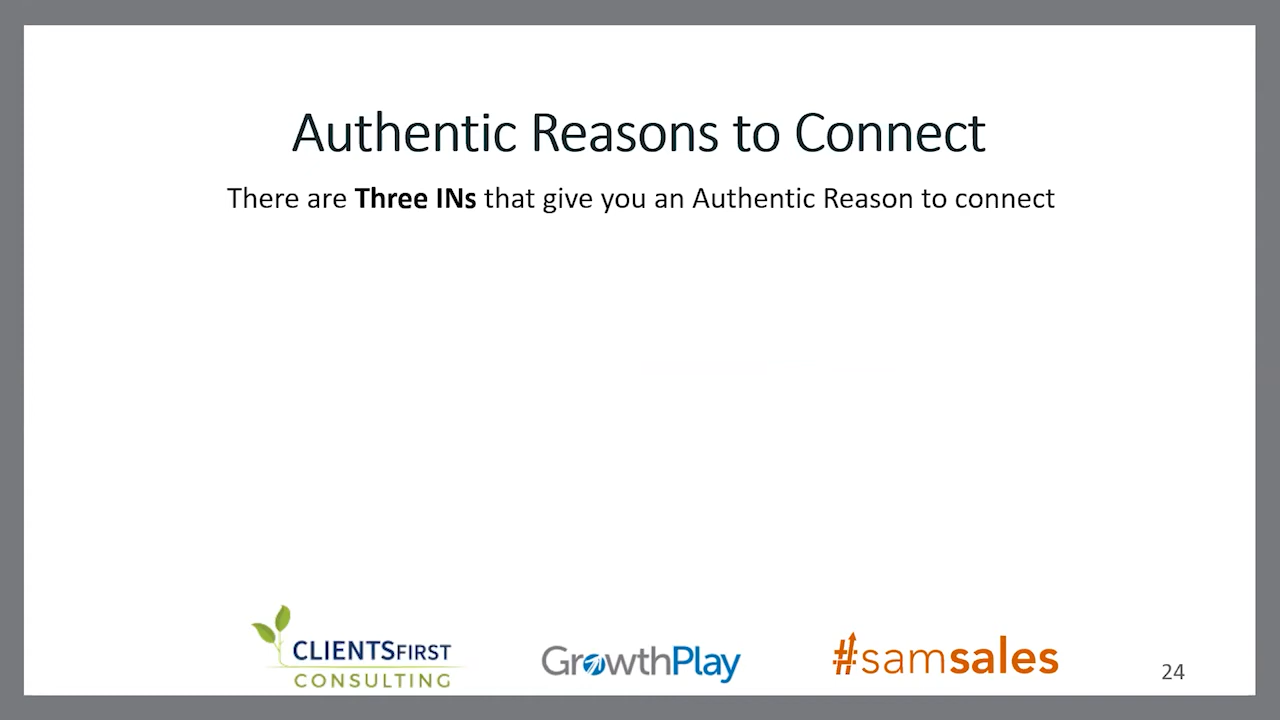 Authentic Reasons to Connect
There are Three INs that give you an Authentic Reason to connect
CLIENTSFIRST
CONSULTING
GrowthPlay
#samsales
24